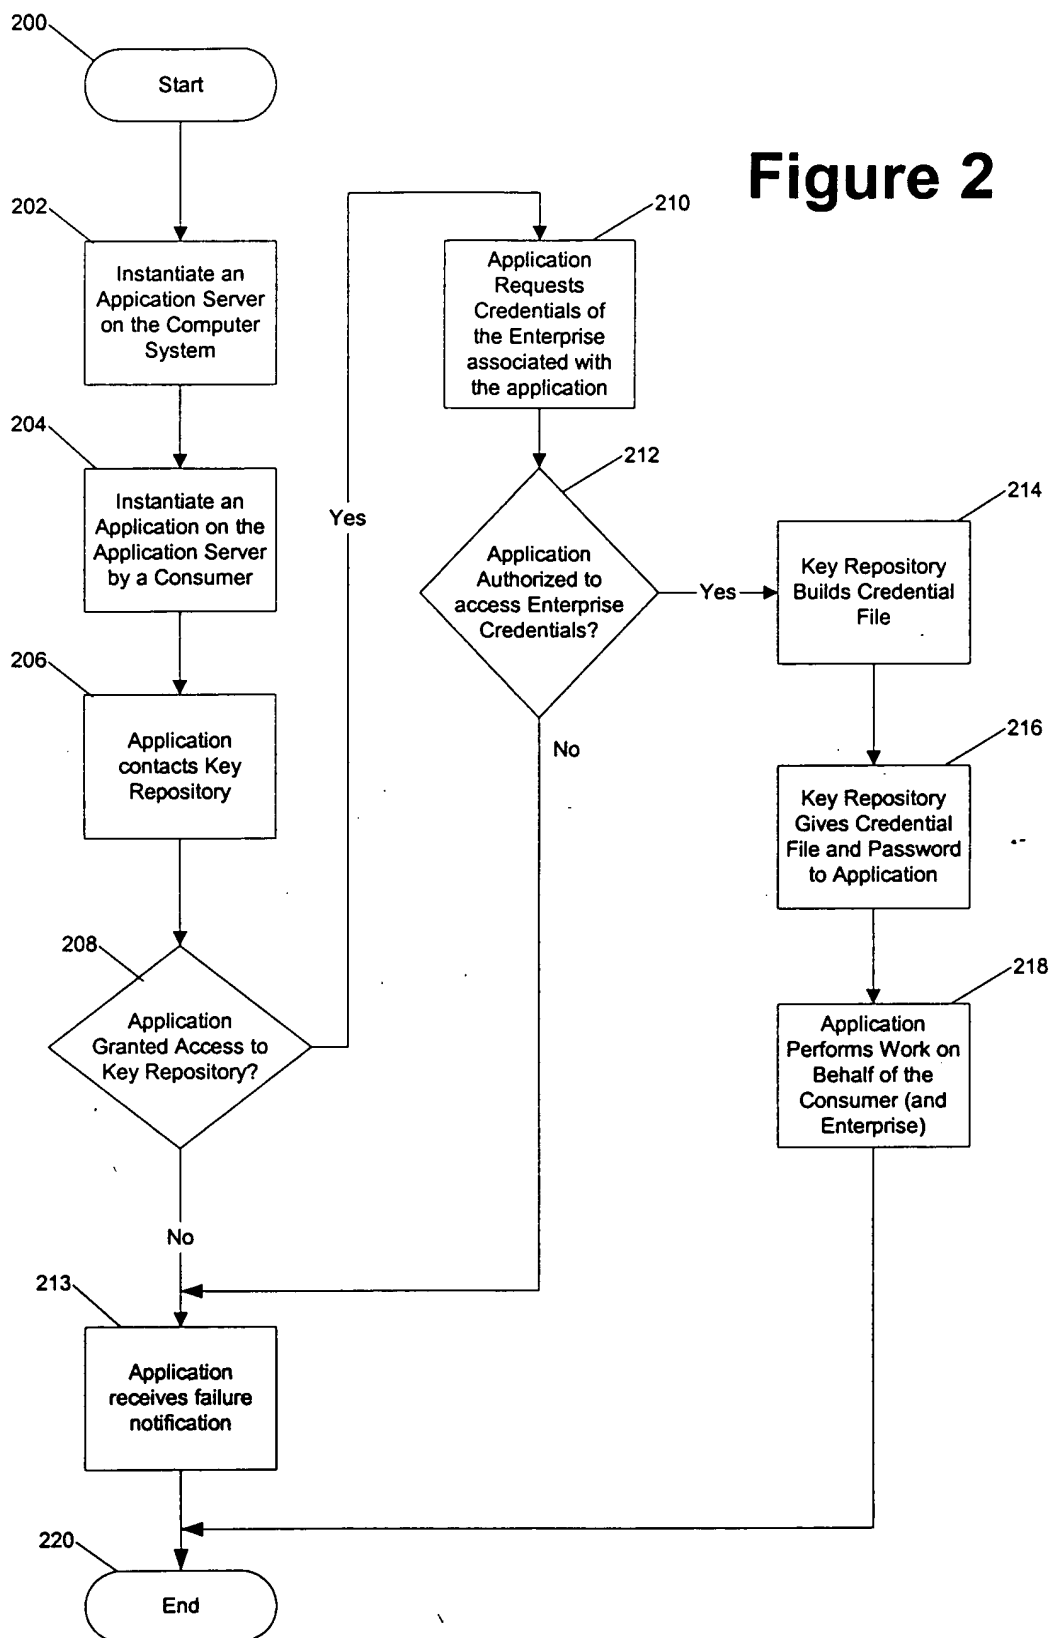 200
Start
Figure 2
202
Instantiate an
Appication Server
on the Computer
System
204
Instantiate an
Application on the
Application Server
by a Consumer
206
Application
contacts Key
Repository
208
Application
Granted Access to
Key Repository?
Yes
No
210
Application
Requests
Credentials of
the Enterprise
associated with
the application
212
Application
Authorized to
access Enterprise
Credentials?
Yes
No
213
Application
receives failure
notification
214
Key Repository
Builds Credential
File
216
Key Repository
Gives Credential
File and Password
to Application
218
Application
Performs Work on
Behalf of the
Consumer (and
Enterprise)
220
End